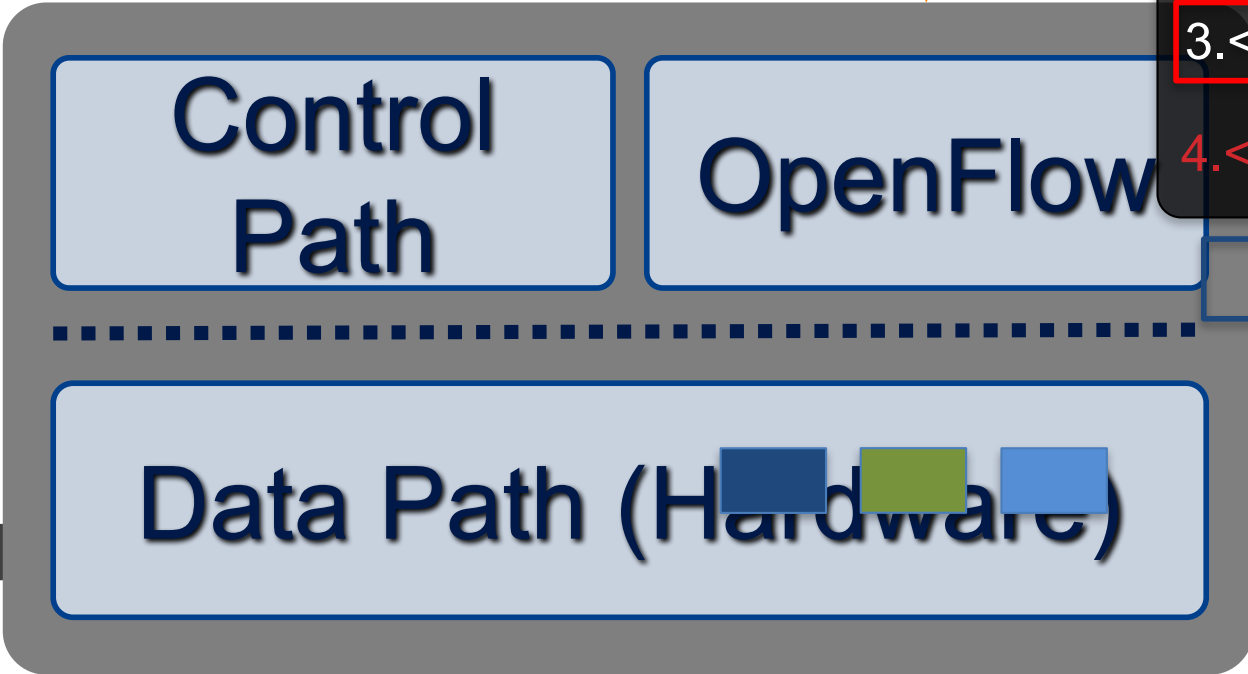 3.<
Control
Path
OpenFlow
4.<
Data Path (Hardware)